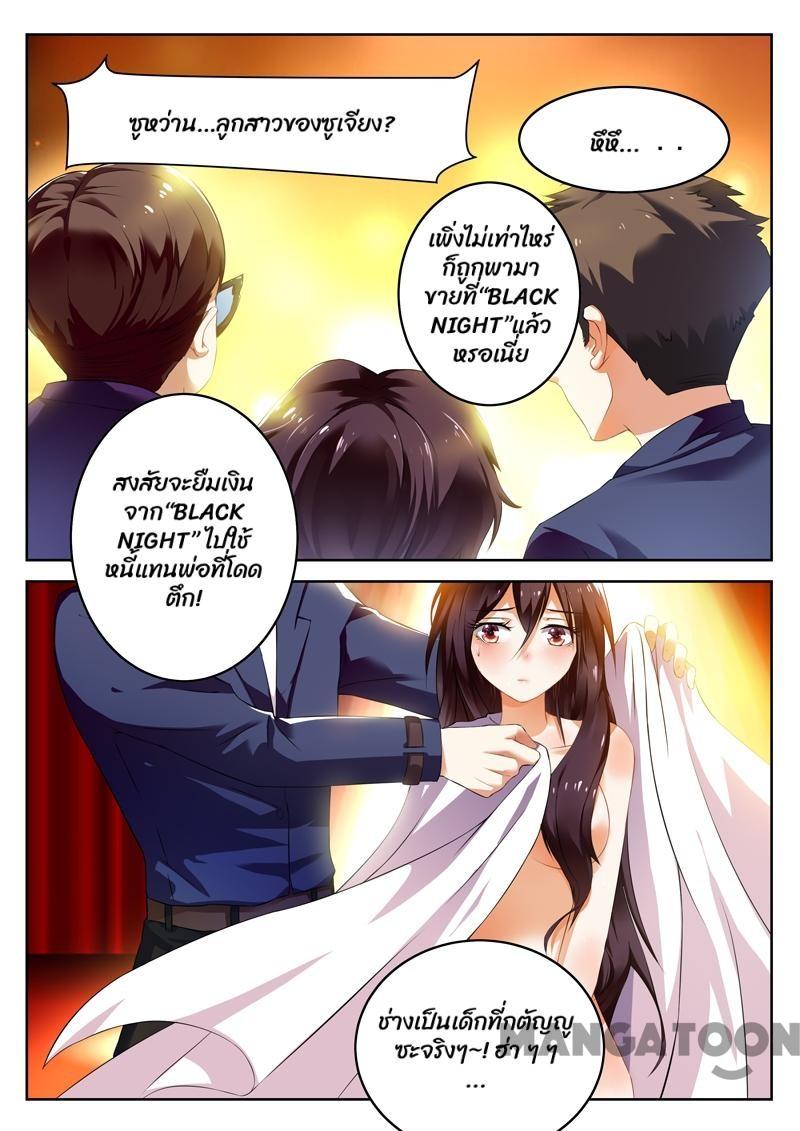 ซูหว่าน...ลูกสาวของซูเจียง?
หึหึ... . .
เพิ่งไม่เท่าไหร่
ก็ถูกพามา
ขายที่“BLACK
NIGHT”แล้ว
หรอเนี่ย
สงสัยจะยืมเงิน
จาก“BLACK
NIGHT”ไปใช้
หนี้แทนพ่อที่โดด
ตึก!
ช่างเป็นเด็กที่กตัญญู
ซะจริงๆ~! ฮ่า ๆ ๆ
...
MANGATOON